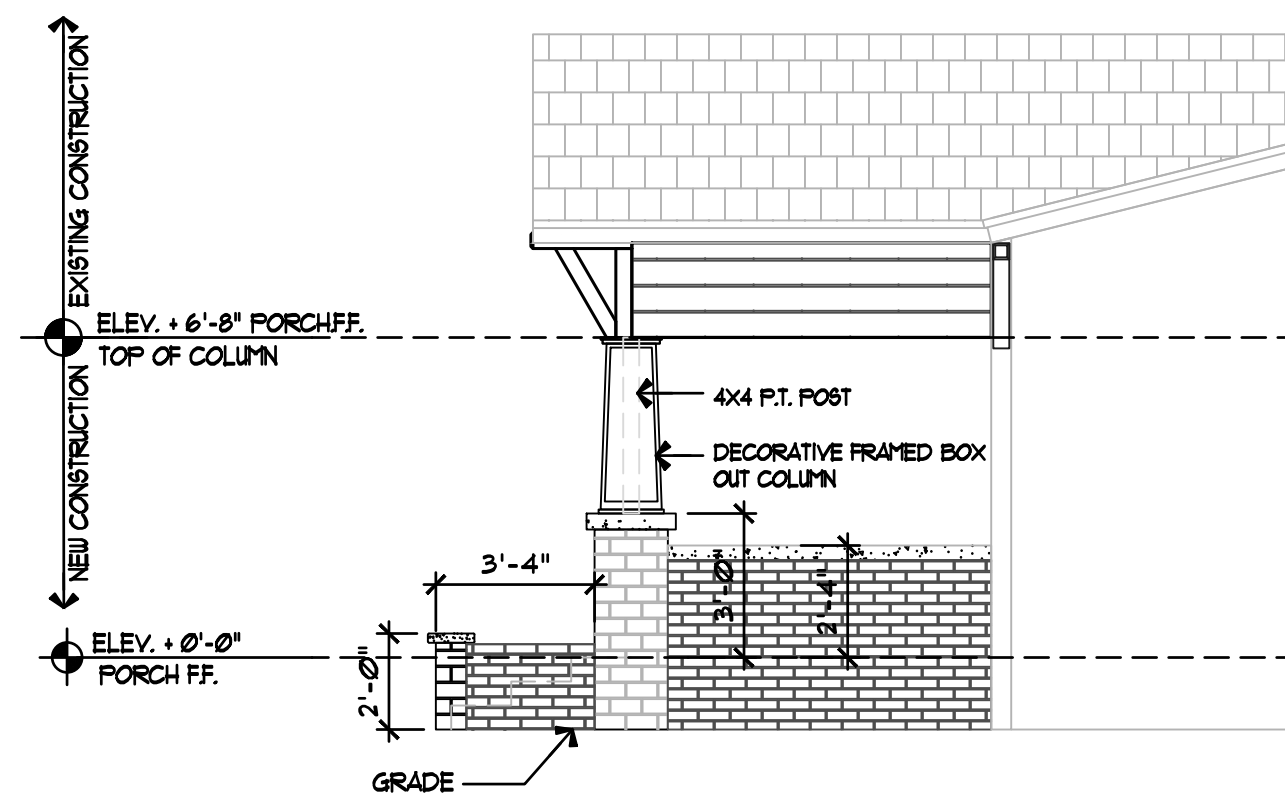 EXISTING CONSTRUCTION
ELEV. + 6'-8" PORCH F.F.
TOP OF COLUMN
NEW CONSTRUCTION
4X4 P.T. POST
DECORATIVE FRAMED BOX
OUT COLUMN
3'-4"
3'-0"
2'-4"
ELEV. + 0'-0"
PORCH F.F.
2'-0"
GRADE